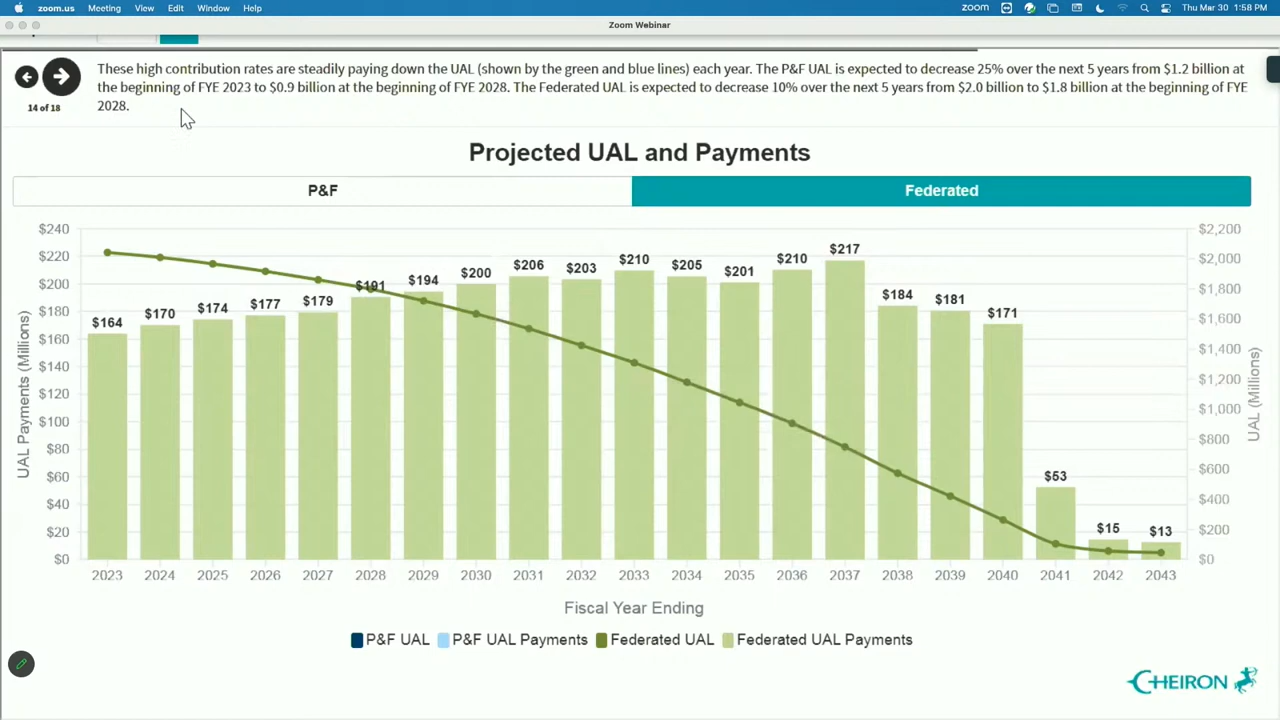 zoom.us Meeting View Edit Window Help zoom Thu Mar 30 1:58 PM
Zoom Webinar
These high contribution rates are steadily paying down the UAL (shown by the green and blue lines) each year. The P&F UAL is expected to decrease 25% over the next 5 years from $1.2 billion at
the beginning of FYE 2023 to $0.9 billion at the beginning of FYE 2028. The Federated UAL is expected to decrease 10% over the next 5 years from $2.0 billion to $1.8 billion at the beginning of FYE
2028.
14 of 18
Projected UAL and Payments
P&F Federated
$240 $220 $200 $180 $160 $140 $120 $100 $80 $60 $40 $20 $0
UAL Payments (Millions)
$164 $170 $174 $177 $179 $191 $194 $200 $206 $203 $210 $205 $201 $210 $217 $184 $181 $171 $53 $15 $13
$2,200 $2,000 $1,800 $1,600 $1,400 $1,200 $1,000 $800 $600 $400 $200 $0
UAL (Millions)
2023 2024 2025 2026 2027 2028 2029 2030 2031 2032 2033 2034 2035 2036 2037 2038 2039 2040 2041 2042 2043
Fiscal Year Ending
P&F UAL P&F UAL Payments Federated UAL Federated UAL Payments
CHEIRON